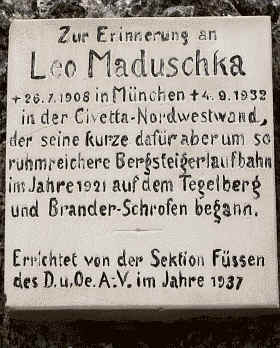 Zur Erinnerung an
Leo Maduschka
+ 26.7.1908 in München + 4.9.1932
in der Civetta-Nordwestwand,
der seine kurze dafür aber um so
ruhmreichere Bergsteigerlaufbahn
im Jahre 1921 auf dem Tegelberg
und Brander-Schrofen begann.
Errichtet von der Sektion Füssen
des D.u.Oe.A.-V. im Jahre 1937